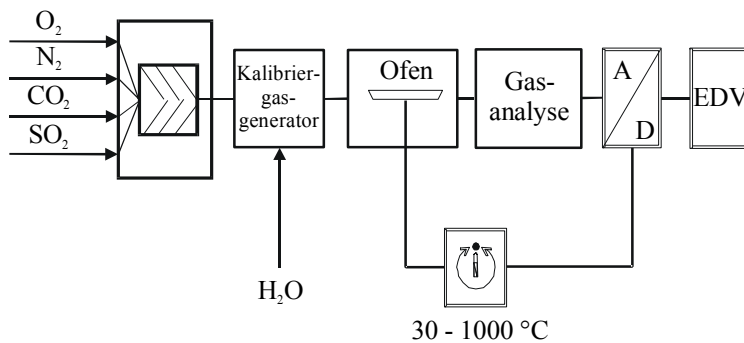 O2
N2
CO2
SO2
Kalibrier-
gas-
generator
H2O
Ofen
Gas-
analyse
A
D
EDV
30 - 1000 °C